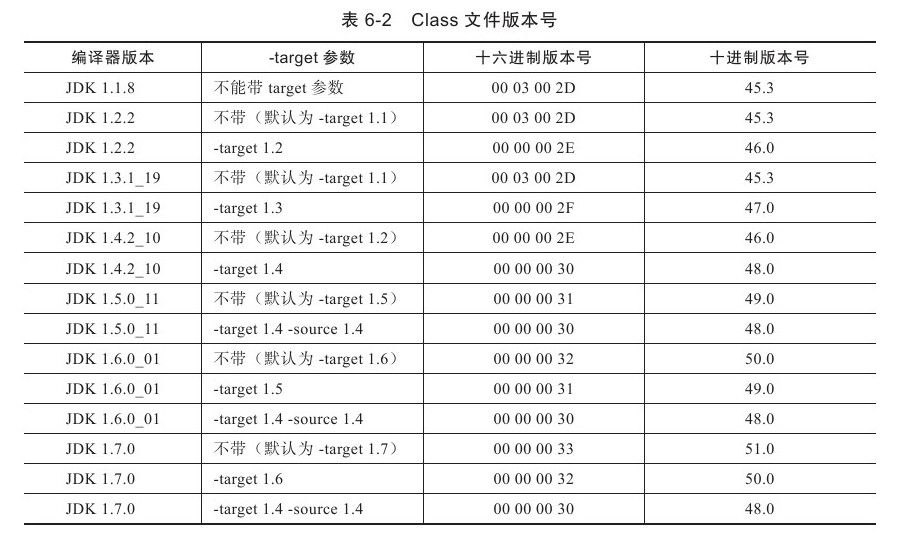 表 6-2 Class 文件版本号
编译器版本 -target 参数 十六进制版本号 十进制版本号
JDK 1.1.8 不能带 target 参数 00 03 00 2D 45.3
JDK 1.2.2 不带（默认为 -target 1.1） 00 03 00 2D 45.3
JDK 1.2.2 -target 1.2 00 00 00 2E 46.0
JDK 1.3.1_19 不带（默认为 -target 1.1） 00 03 00 2D 45.3
JDK 1.3.1_19 -target 1.3 00 00 00 2F 47.0
JDK 1.4.2_10 不带（默认为 -target 1.2） 00 00 00 2E 46.0
JDK 1.4.2_10 -target 1.4 00 00 00 30 48.0
JDK 1.5.0_11 不带（默认为 -target 1.5） 00 00 00 31 49.0
JDK 1.5.0_11 -target 1.4 -source 1.4 00 00 00 30 48.0
JDK 1.6.0_01 不带（默认为 -target 1.6） 00 00 00 32 50.0
JDK 1.6.0_01 -target 1.5 00 00 00 31 49.0
JDK 1.6.0_01 -target 1.4 -source 1.4 00 00 00 30 48.0
JDK 1.7.0 不带（默认为 -target 1.7） 00 00 00 33 51.0
JDK 1.7.0 -target 1.6 00 00 00 32 50.0
JDK 1.7.0 -target 1.4 -source 1.4 00 00 00 30 48.0